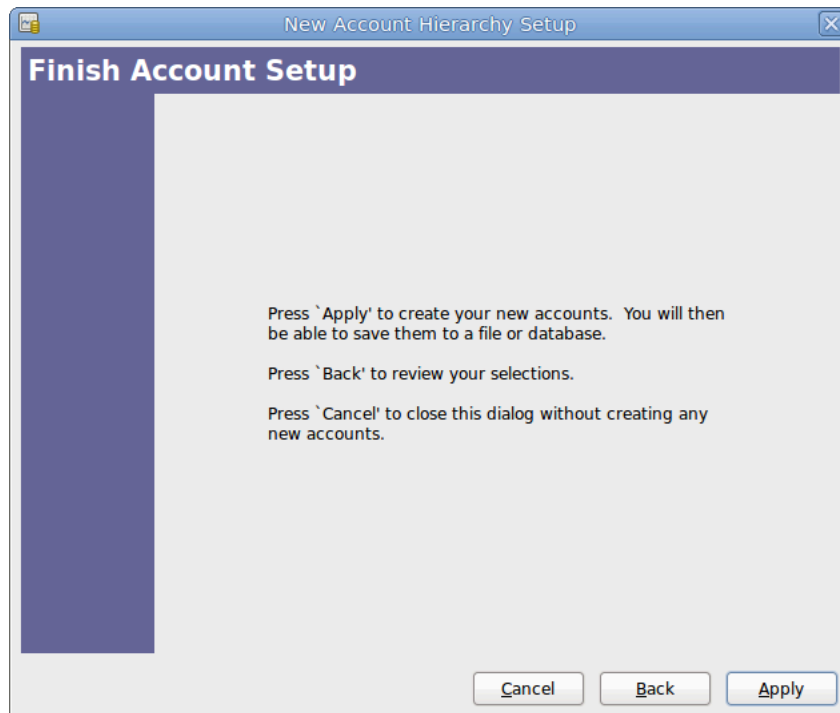 New Account Hierarchy Setup
Finish Account Setup
Press `Apply' to create your new accounts.  You will then
be able to save them to a file or database.
Press `Back' to review your selections.
Press `Cancel' to close this dialog without creating any
new accounts.
Cancel
Back
Apply